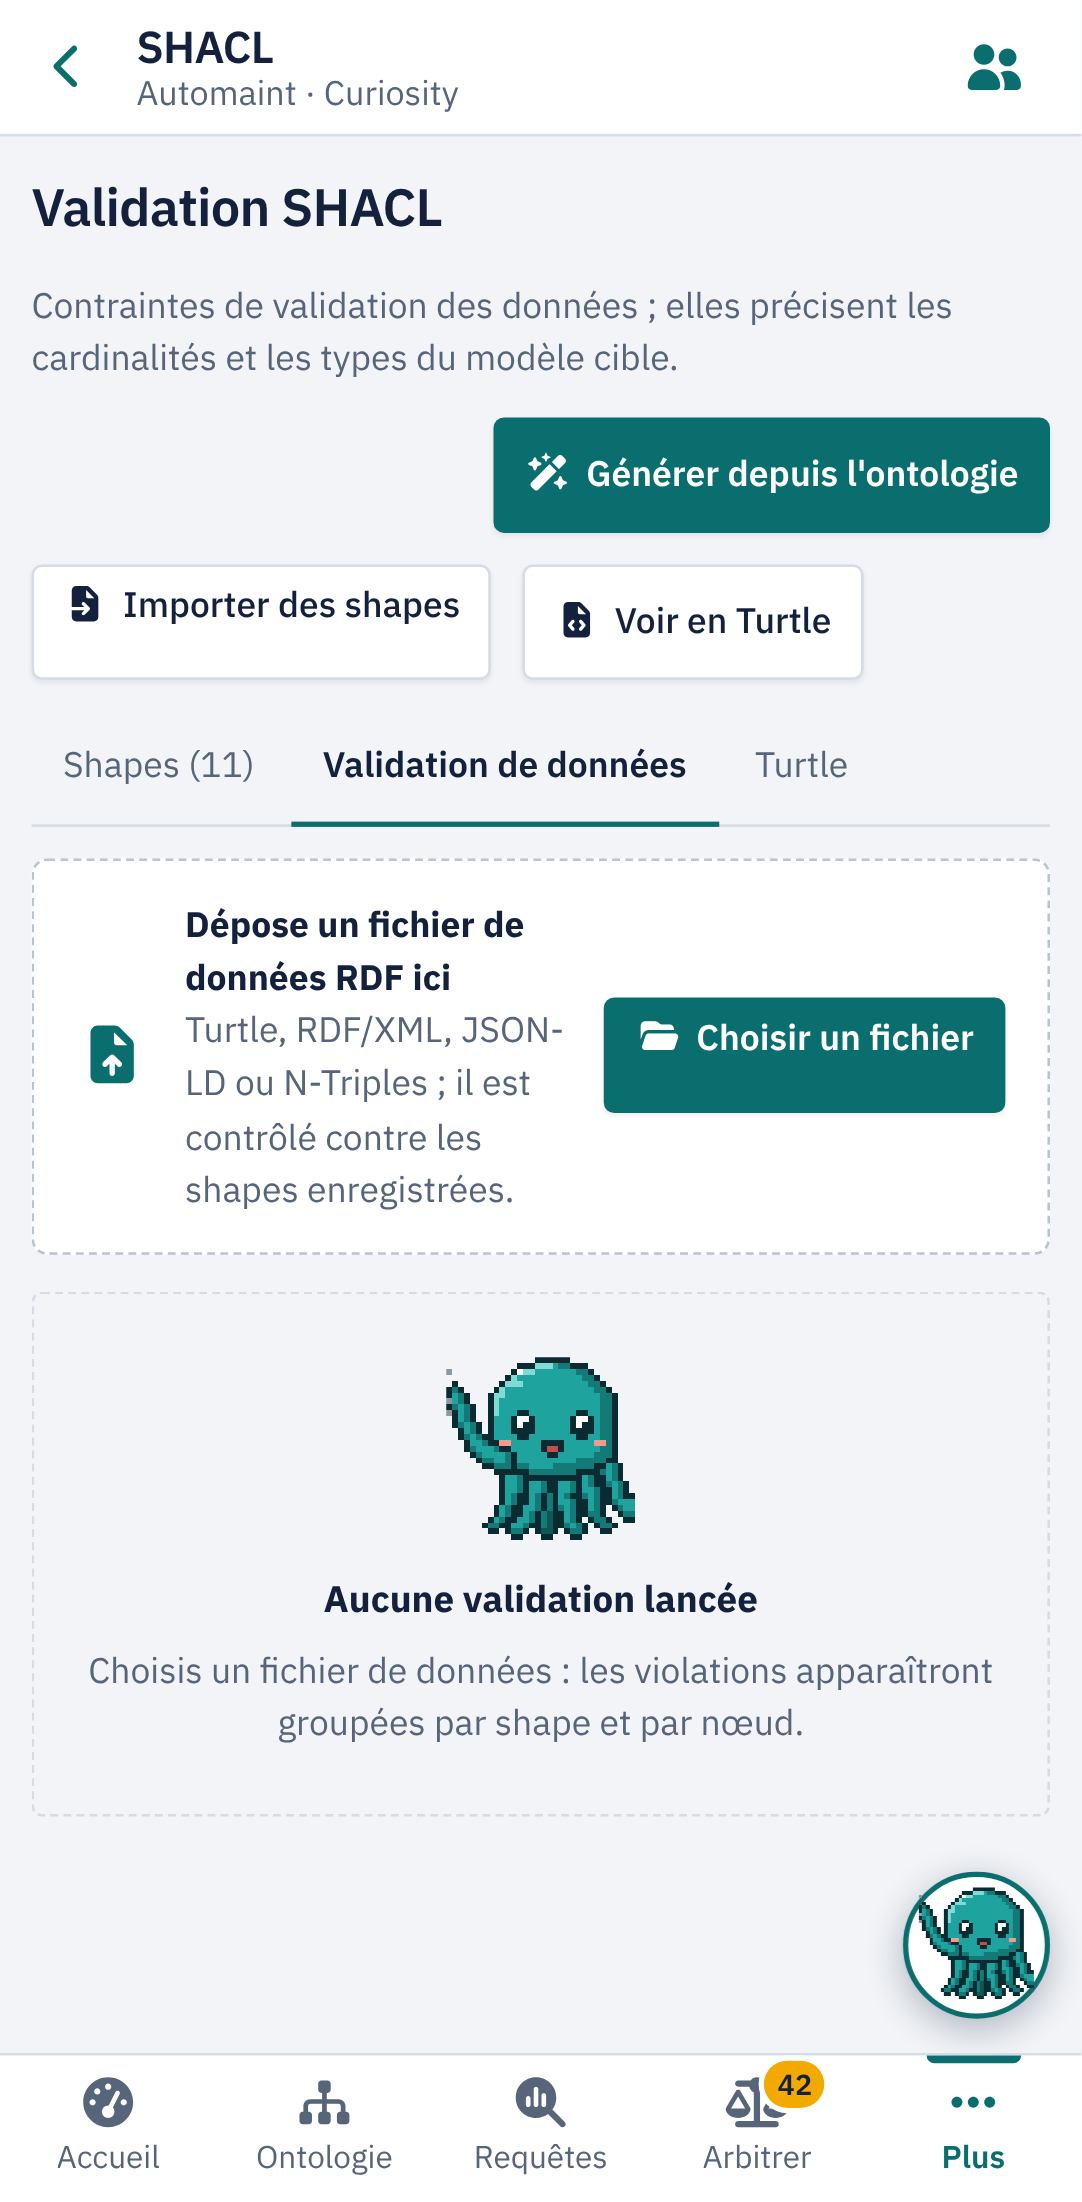 SHACL
Automaint · Curiosity
Validation SHACL
Contraintes de validation des données ; elles précisent les
cardinalités et les types du modèle cible.
Générer depuis l'ontologie
Importer des shapes
Voir en Turtle
Shapes (11)
Validation de données
Turtle
Dépose un fichier de
données RDF ici
Turtle, RDF/XML, JSON-
LD ou N-Triples ; il est
contrôlé contre les
shapes enregistrées.
Choisir un fichier
Aucune validation lancée
Choisis un fichier de données : les violations apparaîtront
groupées par shape et par nœud.
42
Accueil
Ontologie
Requêtes
Arbitrer
Plus